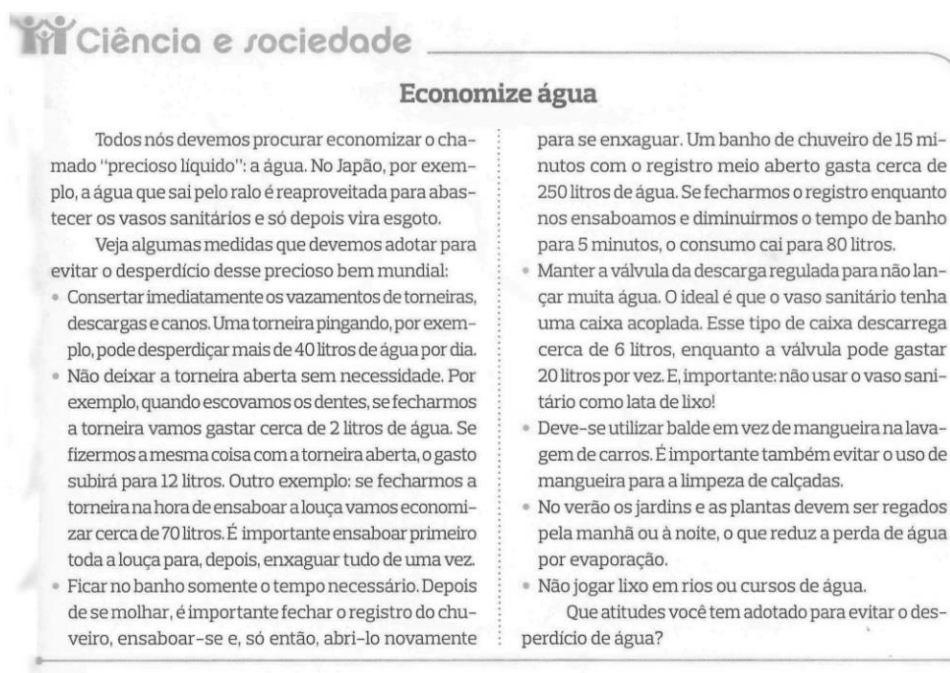 Ciência e sociedade
Economize água
Todos nós devemos procurar economizar o cha-
mado “precioso líquido”: a água. No Japão, por exem-
plo, a água que sai pelo ralo é reaproveitada para abas-
tecer os vasos sanitários e só depois vira esgoto.
Veja algumas medidas que devemos adotar para
evitar o desperdício desse precioso bem mundial:
• Consertar imediatamente os vazamentos de torneiras,
descargas e canos. Uma torneira pingando, por exem-
plo, pode desperdiçar mais de 40 litros de água por dia.
• Não deixar a torneira aberta sem necessidade. Por
exemplo, quando escovamos os dentes, se fecharmos
a torneira vamos gastar cerca de 2 litros de água. Se
fizermos a mesma coisa com a torneira aberta, o gasto
subirá para 12 litros. Outro exemplo: se fecharmos a
torneira na hora de ensaboar a louça vamos economi-
zar cerca de 70 litros. É importante ensaboar primeiro
toda a louça para, depois, enxaguar tudo de uma vez.
• Ficar no banho somente o tempo necessário. Depois
de se molhar, é importante fechar o registro do chu-
veiro, ensaboar-se e, só então, abri-lo novamente
para se enxaguar. Um banho de chuveiro de 15 mi-
nutos com o registro meio aberto gasta cerca de
250 litros de água. Se fecharmos o registro enquanto
nos ensaboamos e diminuirmos o tempo de banho
para 5 minutos, o consumo cai para 80 litros.
• Manter a válvula da descarga regulada para não lan-
çar muita água. O ideal é que o vaso sanitário tenha
uma caixa acoplada. Esse tipo de caixa descarrega
cerca de 6 litros, enquanto a válvula pode gastar
20 litros por vez. E, importante: não usar o vaso sani-
tário como lata de lixo!
• Deve-se utilizar balde em vez de mangueira na lava-
gem de carros. É importante também evitar o uso de
mangueira para a limpeza de calçadas.
• No verão os jardins e as plantas devem ser regados
pela manhã ou à noite, o que reduz a perda de água
por evaporação.
• Não jogar lixo em rios ou cursos de água.
Que atitudes você tem adotado para evitar o des-
perdício de água?